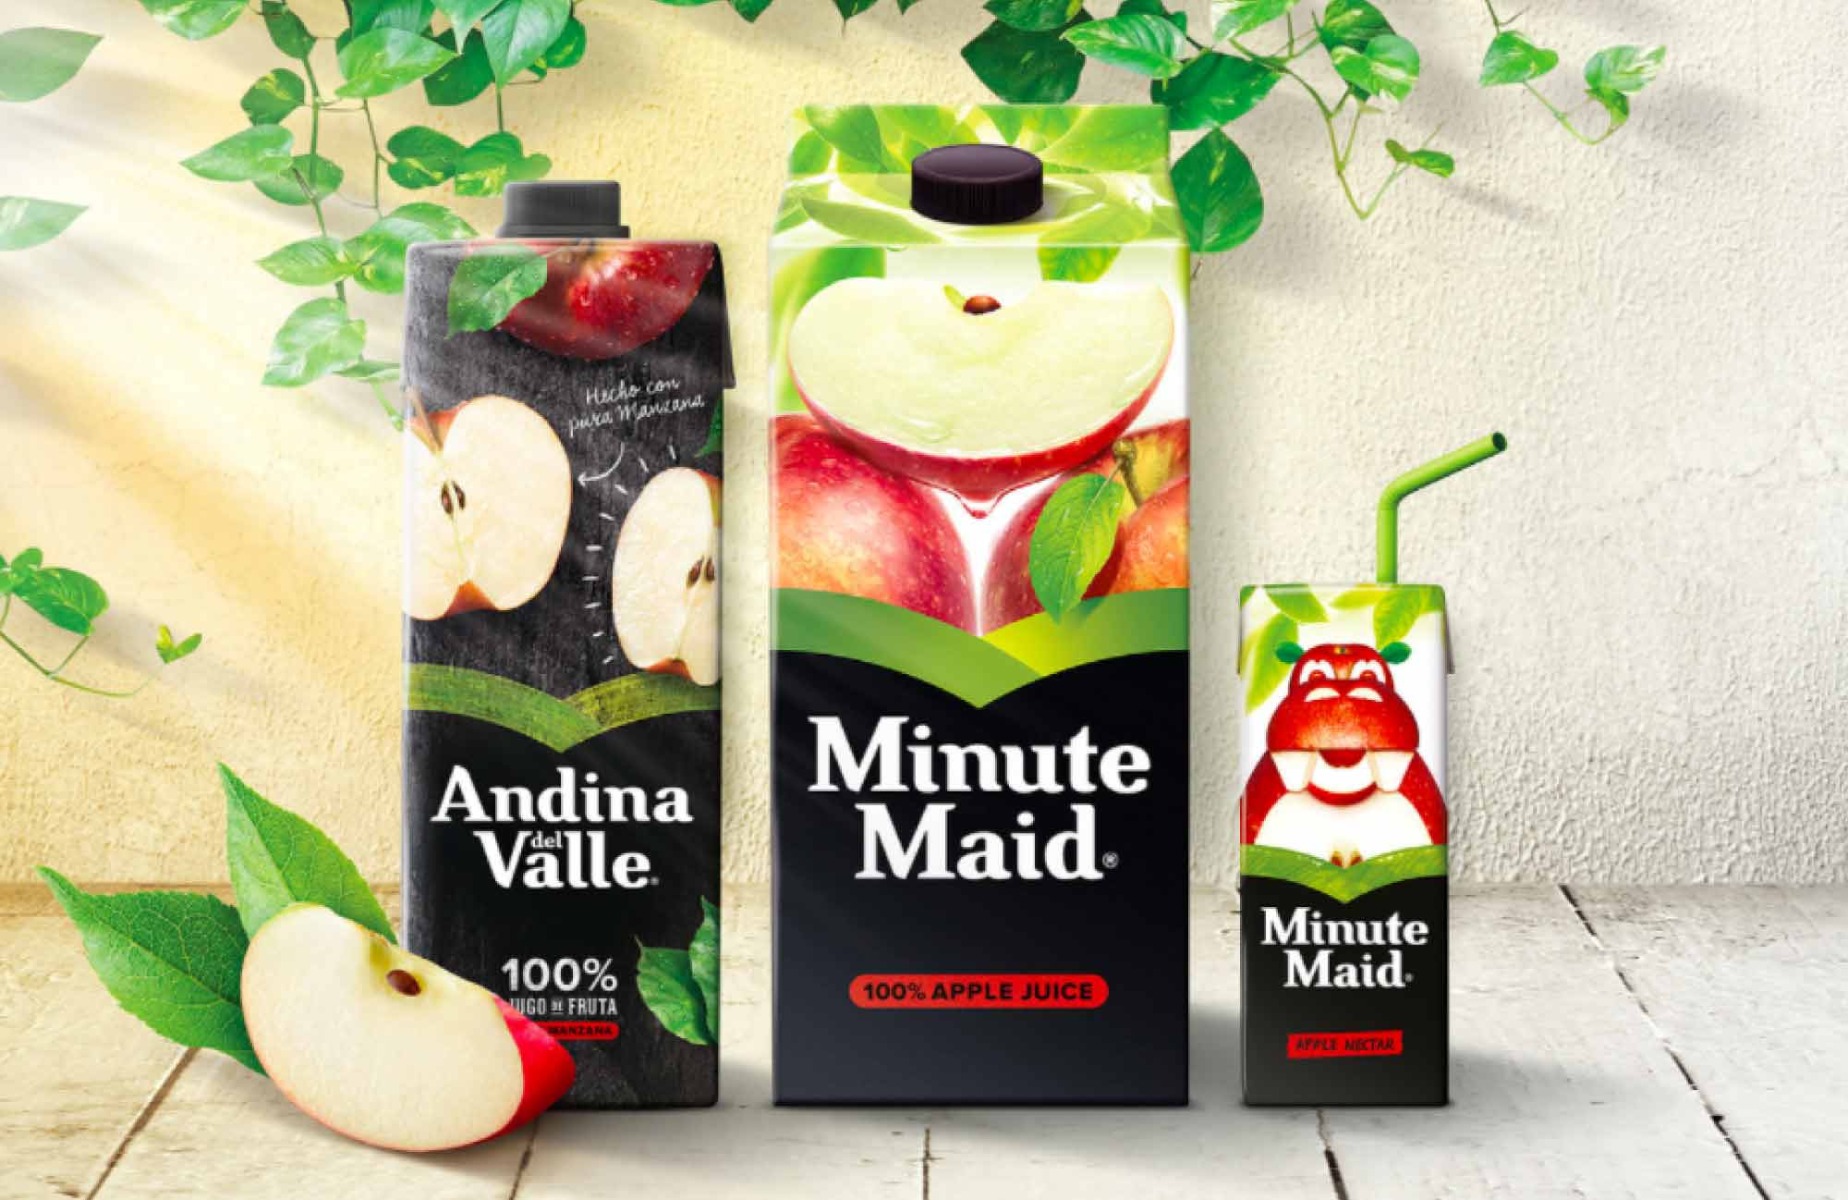 Hecho con
pura Manzana
Andina
del
Valle®
100%
JUGO DE FRUTA
MANZANA
Minute
Maid®
100% APPLE JUICE
Minute
Maid®
APPLE NECTAR